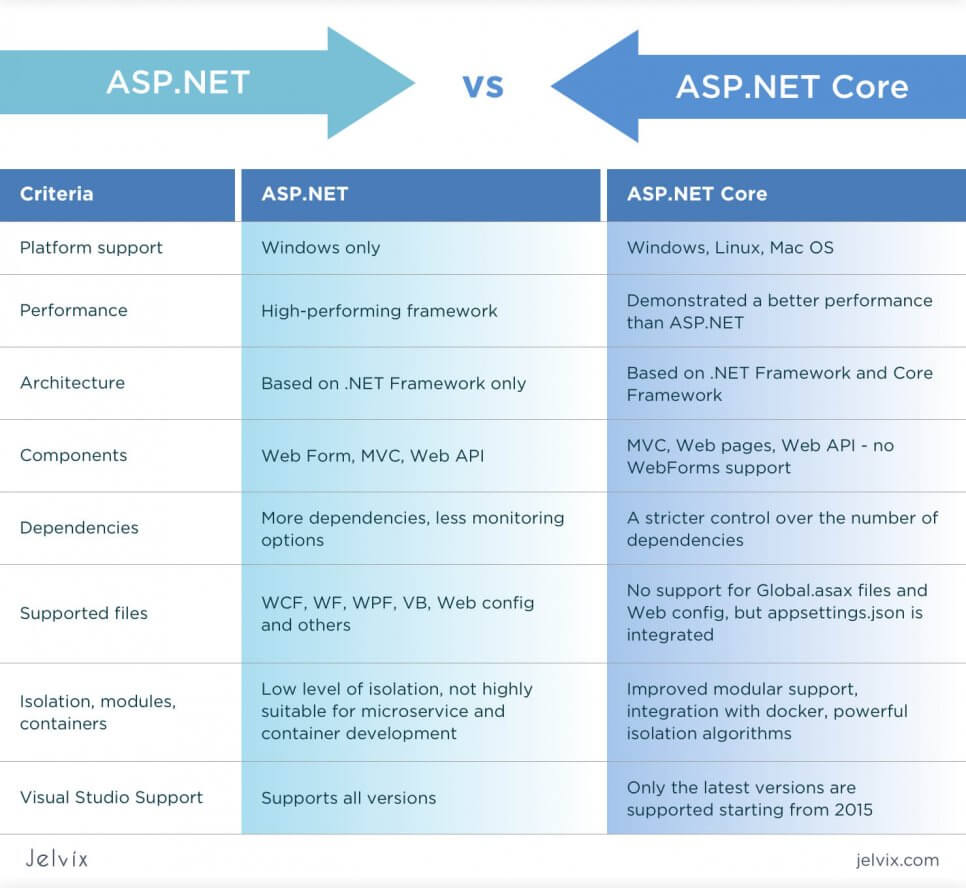 ASP.NET
VS
ASP.NET Core
Criteria
ASP.NET
ASP.NET Core
Platform support
Windows only
Windows, Linux, Mac OS
Performance
High-performing framework
Demonstrated a better performance
than ASP.NET
Architecture
Based on .NET Framework only
Based on .NET Framework and Core
Framework
Components
Web Form, MVC, Web API
MVC, Web pages, Web API - no
WebForms support
Dependencies
More dependencies, less monitoring
options
A stricter control over the number of
dependencies
Supported files
WCF, WF, WPF, VB, Web config
and others
No support for Global.asax files and
Web config, but appsettings.json is
integrated
Isolation, modules,
containers
Low level of isolation, not highly
suitable for microservice and
container development
Improved modular support,
integration with docker, powerful
isolation algorithms
Visual Studio Support
Supports all versions
Only the latest versions are
supported starting from 2015
Jelvix
jelvix.com